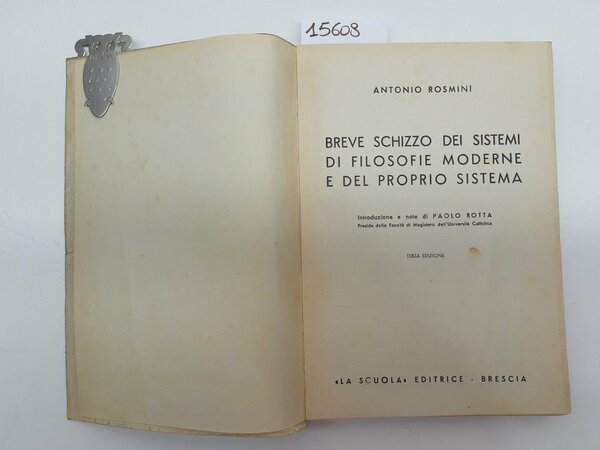 15608
ANTONIO ROSMINI
BREVE SCHIZZO DEI SISTEMI
DI FILOSOFIE MODERNE
E DEL PROPRIO SISTEMA
Introduzione e note di PAOLO ROTTA
Preside della Facoltà di Magistero dell'Università Cattolica
TERZA EDIZIONE
«LA SCUOLA» EDITRICE - BRESCIA